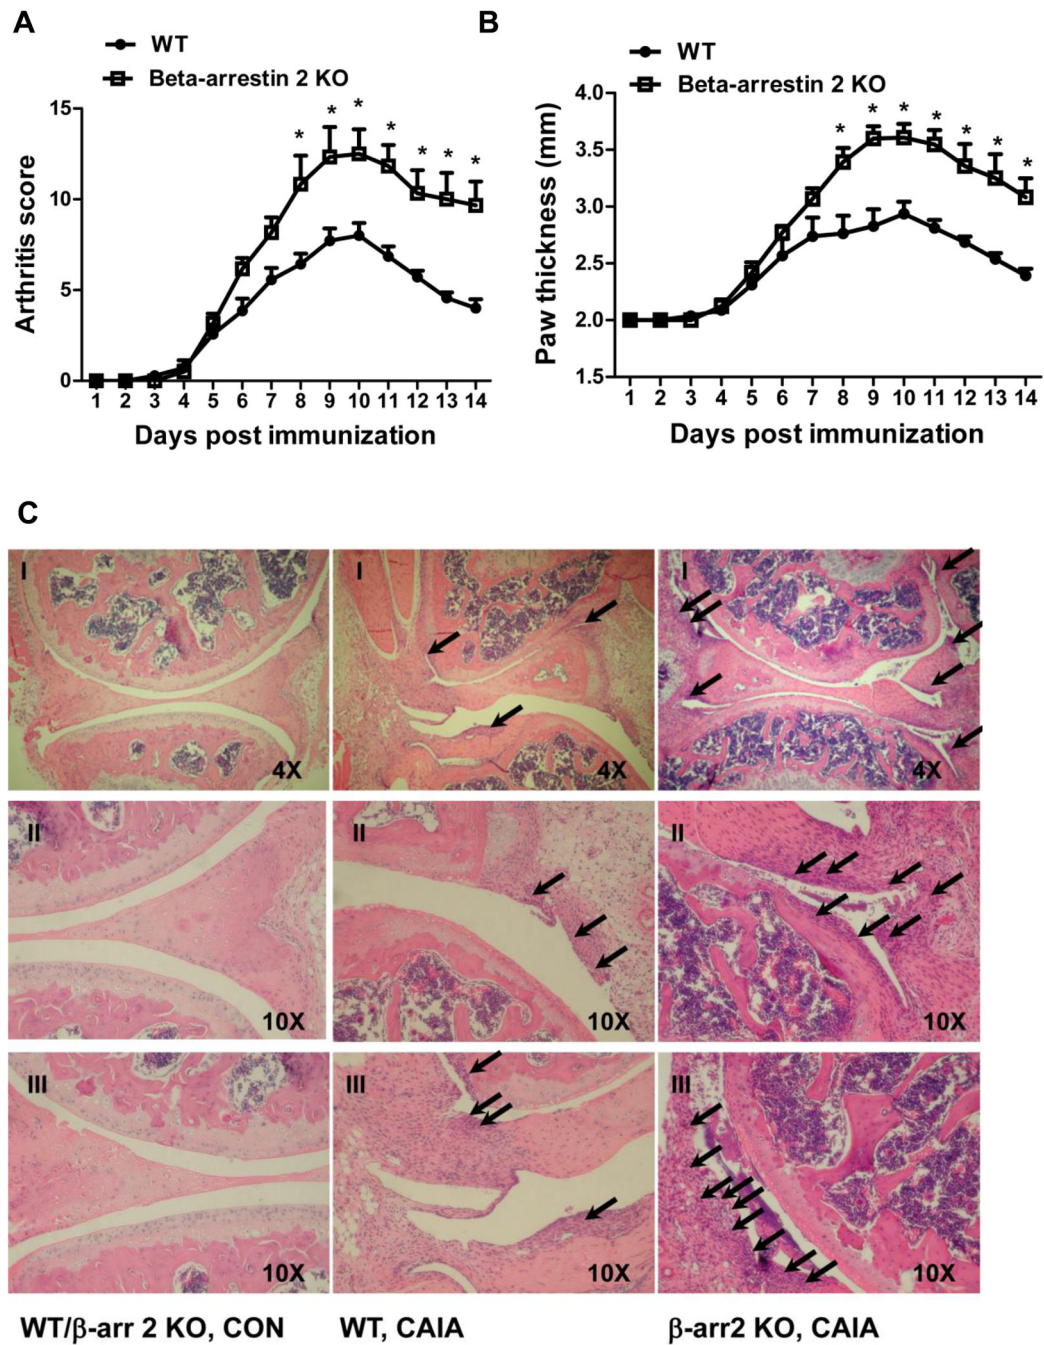 A
WT
Beta-arrestin 2 KO
15
10
5
0
Arthritis score
* * * * * * *
1 2 3 4 5 6 7 8 9 10 11 12 13 14
Days post immunization
B
WT
Beta-arrestin 2 KO
4.0
3.5
3.0
2.5
2.0
1.5
Paw thickness (mm)
* * * * * * *
1 2 3 4 5 6 7 8 9 10 11 12 13 14
Days post immunization
C
I
4X
I
4X
I
4X
II
10X
II
10X
II
10X
III
10X
III
10X
III
10X
WT/β-arr 2 KO, CON
WT, CAIA
β-arr2 KO, CAIA